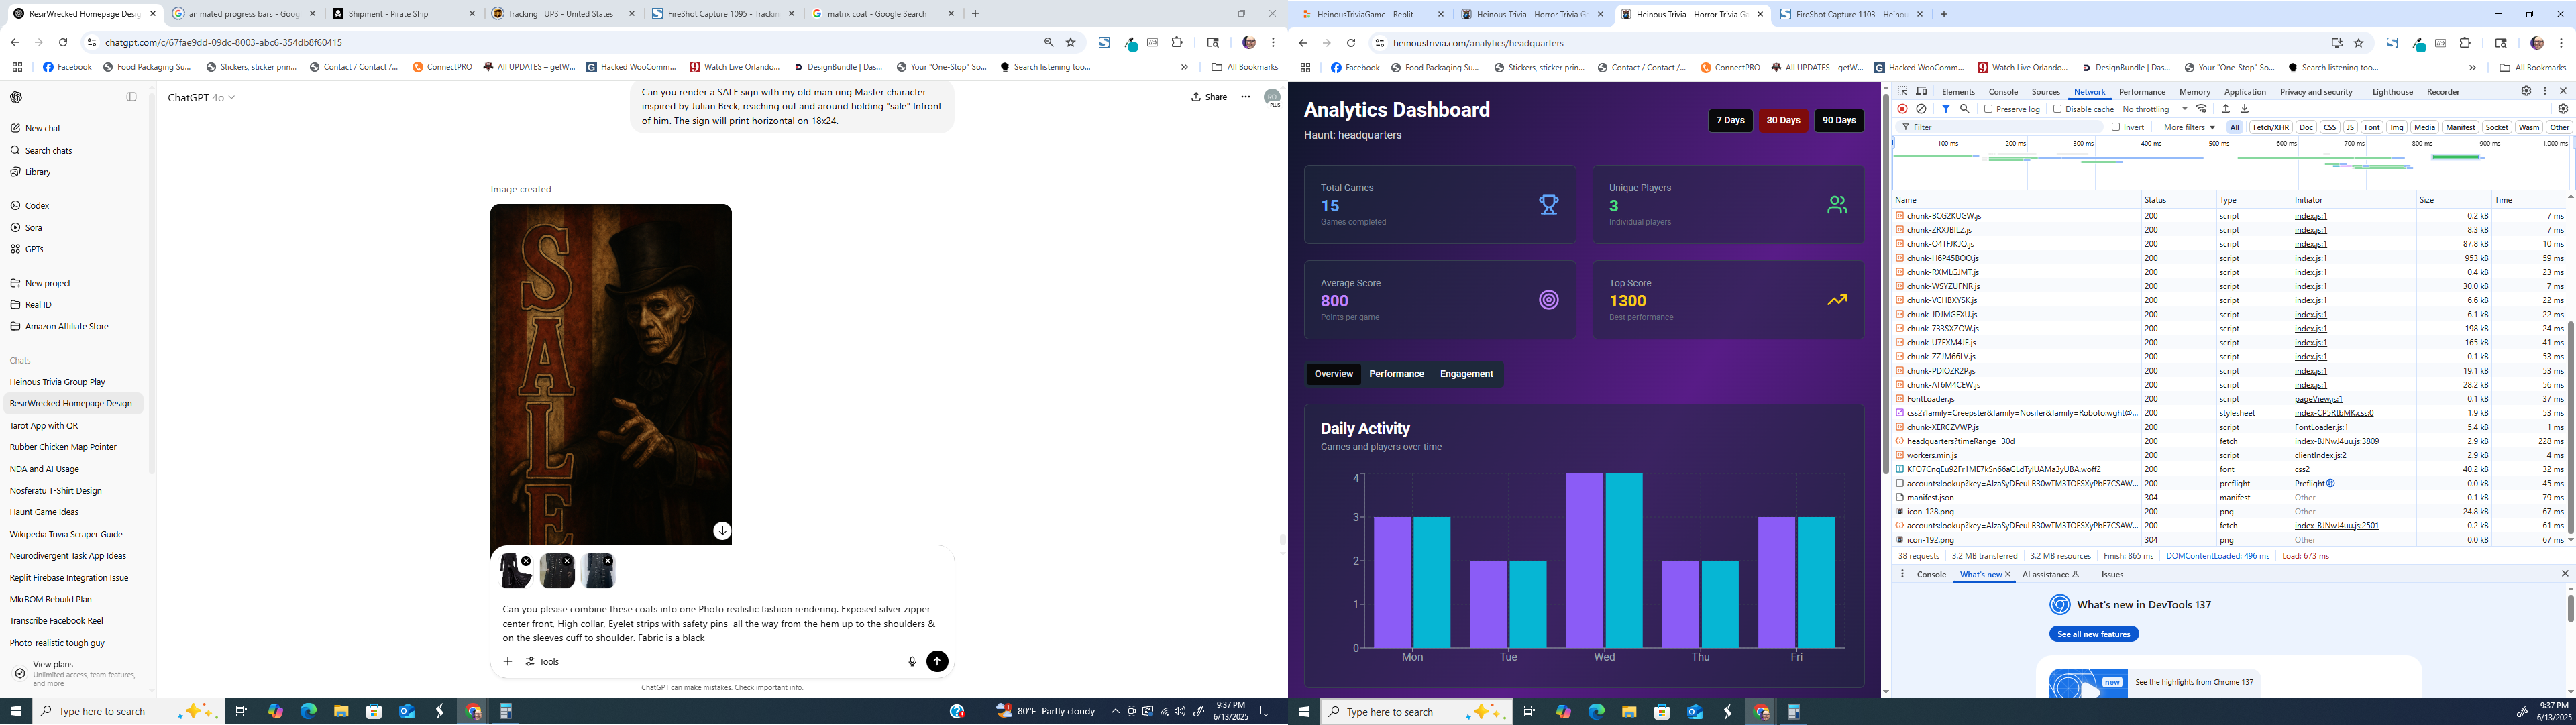 ResirWrecked Homepage Desig
animated progress bars - Goog
Shipment - Pirate Ship
Tracking | UPS - United States
FireShot Capture 1095 - Trackin
matrix coat - Google Search
chatgpt.com/c/67fae9dd-09dc-8003-abc6-354db8f60415
Facebook
Food Packaging Su...
Stickers, sticker prin...
Contact / Contact /...
ConnectPRO
All UPDATES – getW...
Hacked WooComm...
Watch Live Orlando...
DesignBundle | Das...
Your "One-Stop" So...
Search listening too...
All Bookmarks
ChatGPT 4o
Share
PLUS
New chat
Search chats
Library
Codex
Sora
GPTs
New project
Real ID
Amazon Affiliate Store
Chats
Heinous Trivia Group Play
ResirWrecked Homepage Design
Tarot App with QR
Rubber Chicken Map Pointer
NDA and AI Usage
Nosferatu T-Shirt Design
Haunt Game Ideas
Wikipedia Trivia Scraper Guide
Neurodivergent Task App Ideas
Replit Firebase Integration Issue
MkrBOM Rebuild Plan
Transcribe Facebook Reel
Photo-realistic tough guy
View plans
Unlimited access, team features,
and more
Can you render a SALE sign with my old man ring Master character
inspired by Julian Beck, reaching out and around holding "sale" Infront
of him. The sign will print horizontal on 18x24.
Image created
SALE
Can you please combine these coats into one Photo realistic fashion rendering. Exposed silver zipper
center front, High collar, Eyelet strips with safety pins all the way from the hem up to the shoulders &
on the sleeves cuff to shoulder. Fabric is a black
Tools
ChatGPT can make mistakes. Check important info.
Type here to search
80°F Partly cloudy
9:37 PM
6/13/2025
HeinousTriviaGame - Replit
Heinous Trivia - Horror Trivia Ga
Heinous Trivia - Horror Trivia Ga
FireShot Capture 1103 - Heinou
heinoustrivia.com/analytics/headquarters
Facebook
Food Packaging Su...
Stickers, sticker prin...
Contact / Contact /...
ConnectPRO
All UPDATES – getW...
Hacked WooComm...
Watch Live Orlando...
DesignBundle | Das...
Your "One-Stop" So...
Search listening too...
All Bookmarks
Analytics Dashboard
Haunt: headquarters
7 Days
30 Days
90 Days
Total Games
15
Games completed
Unique Players
3
Individual players
Average Score
800
Points per game
Top Score
1300
Best performance
Overview
Performance
Engagement
Daily Activity
Games and players over time
4
3
2
1
0
Mon
Tue
Wed
Thu
Fri
Elements
Console
Sources
Network
Performance
Memory
Application
Privacy and security
Lighthouse
Recorder
Preserve log
Disable cache
No throttling
Filter
Invert
More filters
All
Fetch/XHR
Doc
CSS
JS
Font
Img
Media
Manifest
Socket
Wasm
Other
100 ms
200 ms
300 ms
400 ms
500 ms
600 ms
700 ms
800 ms
900 ms
1,000 ms
Name Status Type Initiator Size Time
chunk-BCG2KUGW.js 200 script index.js:1 0.2 kB 7 ms
chunk-ZRXJBILZ.js 200 script index.js:1 8.3 kB 7 ms
chunk-O4TFJKJQ.js 200 script index.js:1 87.8 kB 10 ms
chunk-H6P45BOO.js 200 script index.js:1 953 kB 59 ms
chunk-RXMLGJMT.js 200 script index.js:1 0.4 kB 23 ms
chunk-WSYZUFNR.js 200 script index.js:1 30.0 kB 7 ms
chunk-VCHBXYSK.js 200 script index.js:1 6.6 kB 22 ms
chunk-JDJMGFXU.js 200 script index.js:1 6.1 kB 22 ms
chunk-733SXZOW.js 200 script index.js:1 198 kB 24 ms
chunk-U7FXM4JE.js 200 script index.js:1 165 kB 41 ms
chunk-ZZJM66LV.js 200 script index.js:1 0.1 kB 53 ms
chunk-PDIOZR2P.js 200 script index.js:1 19.1 kB 53 ms
chunk-AT6M4CEW.js 200 script index.js:1 28.2 kB 56 ms
FontLoader.js 200 script pageView.js:1 0.1 kB 37 ms
css2?family=Creepster&family=Nosifer&family=Roboto:wght@... 200 stylesheet index-CP5RtbMK.css:0 1.9 kB 53 ms
chunk-XERCZVWP.js 200 script FontLoader.js:1 5.4 kB 1 ms
headquarters?timeRange=30d 200 fetch index-BJNwJ4uu.js:3809 2.9 kB 228 ms
workers.min.js 200 script clientIndex.js:2 2.9 kB 4 ms
KFO7CnqEu92Fr1ME7kSn66aGLdTylUAMa3yUBA.woff2 200 font css2 40.2 kB 32 ms
200 preflight Preflight 0.0 kB 45 ms
manifest.json 304 manifest Other 0.1 kB 79 ms
icon-128.png 200 png Other 24.8 kB 67 ms
200 fetch index-BJNwJ4uu.js:2501 0.2 kB 61 ms
icon-192.png 200 png Other 0.0 kB 67 ms
38 requests
3.2 MB transferred
3.2 MB resources
Finish: 865 ms
DOMContentLoaded: 496 ms
Load: 673 ms
Console
What's new
AI assistance
Issues
What's new in DevTools 137
See all new features
new
See the highlights from Chrome 137
Type here to search
9:37 PM
6/13/2025